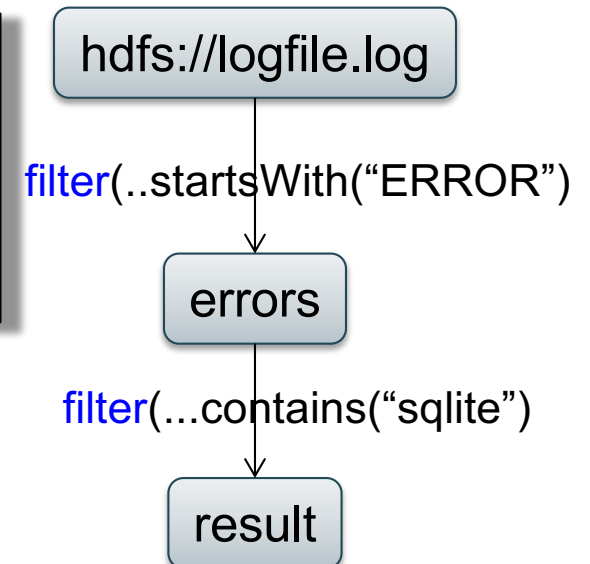 hdfs://logfile.log
filter(..startsWith(“ERROR”)
errors
filter(...contains(“sqlite”)
result